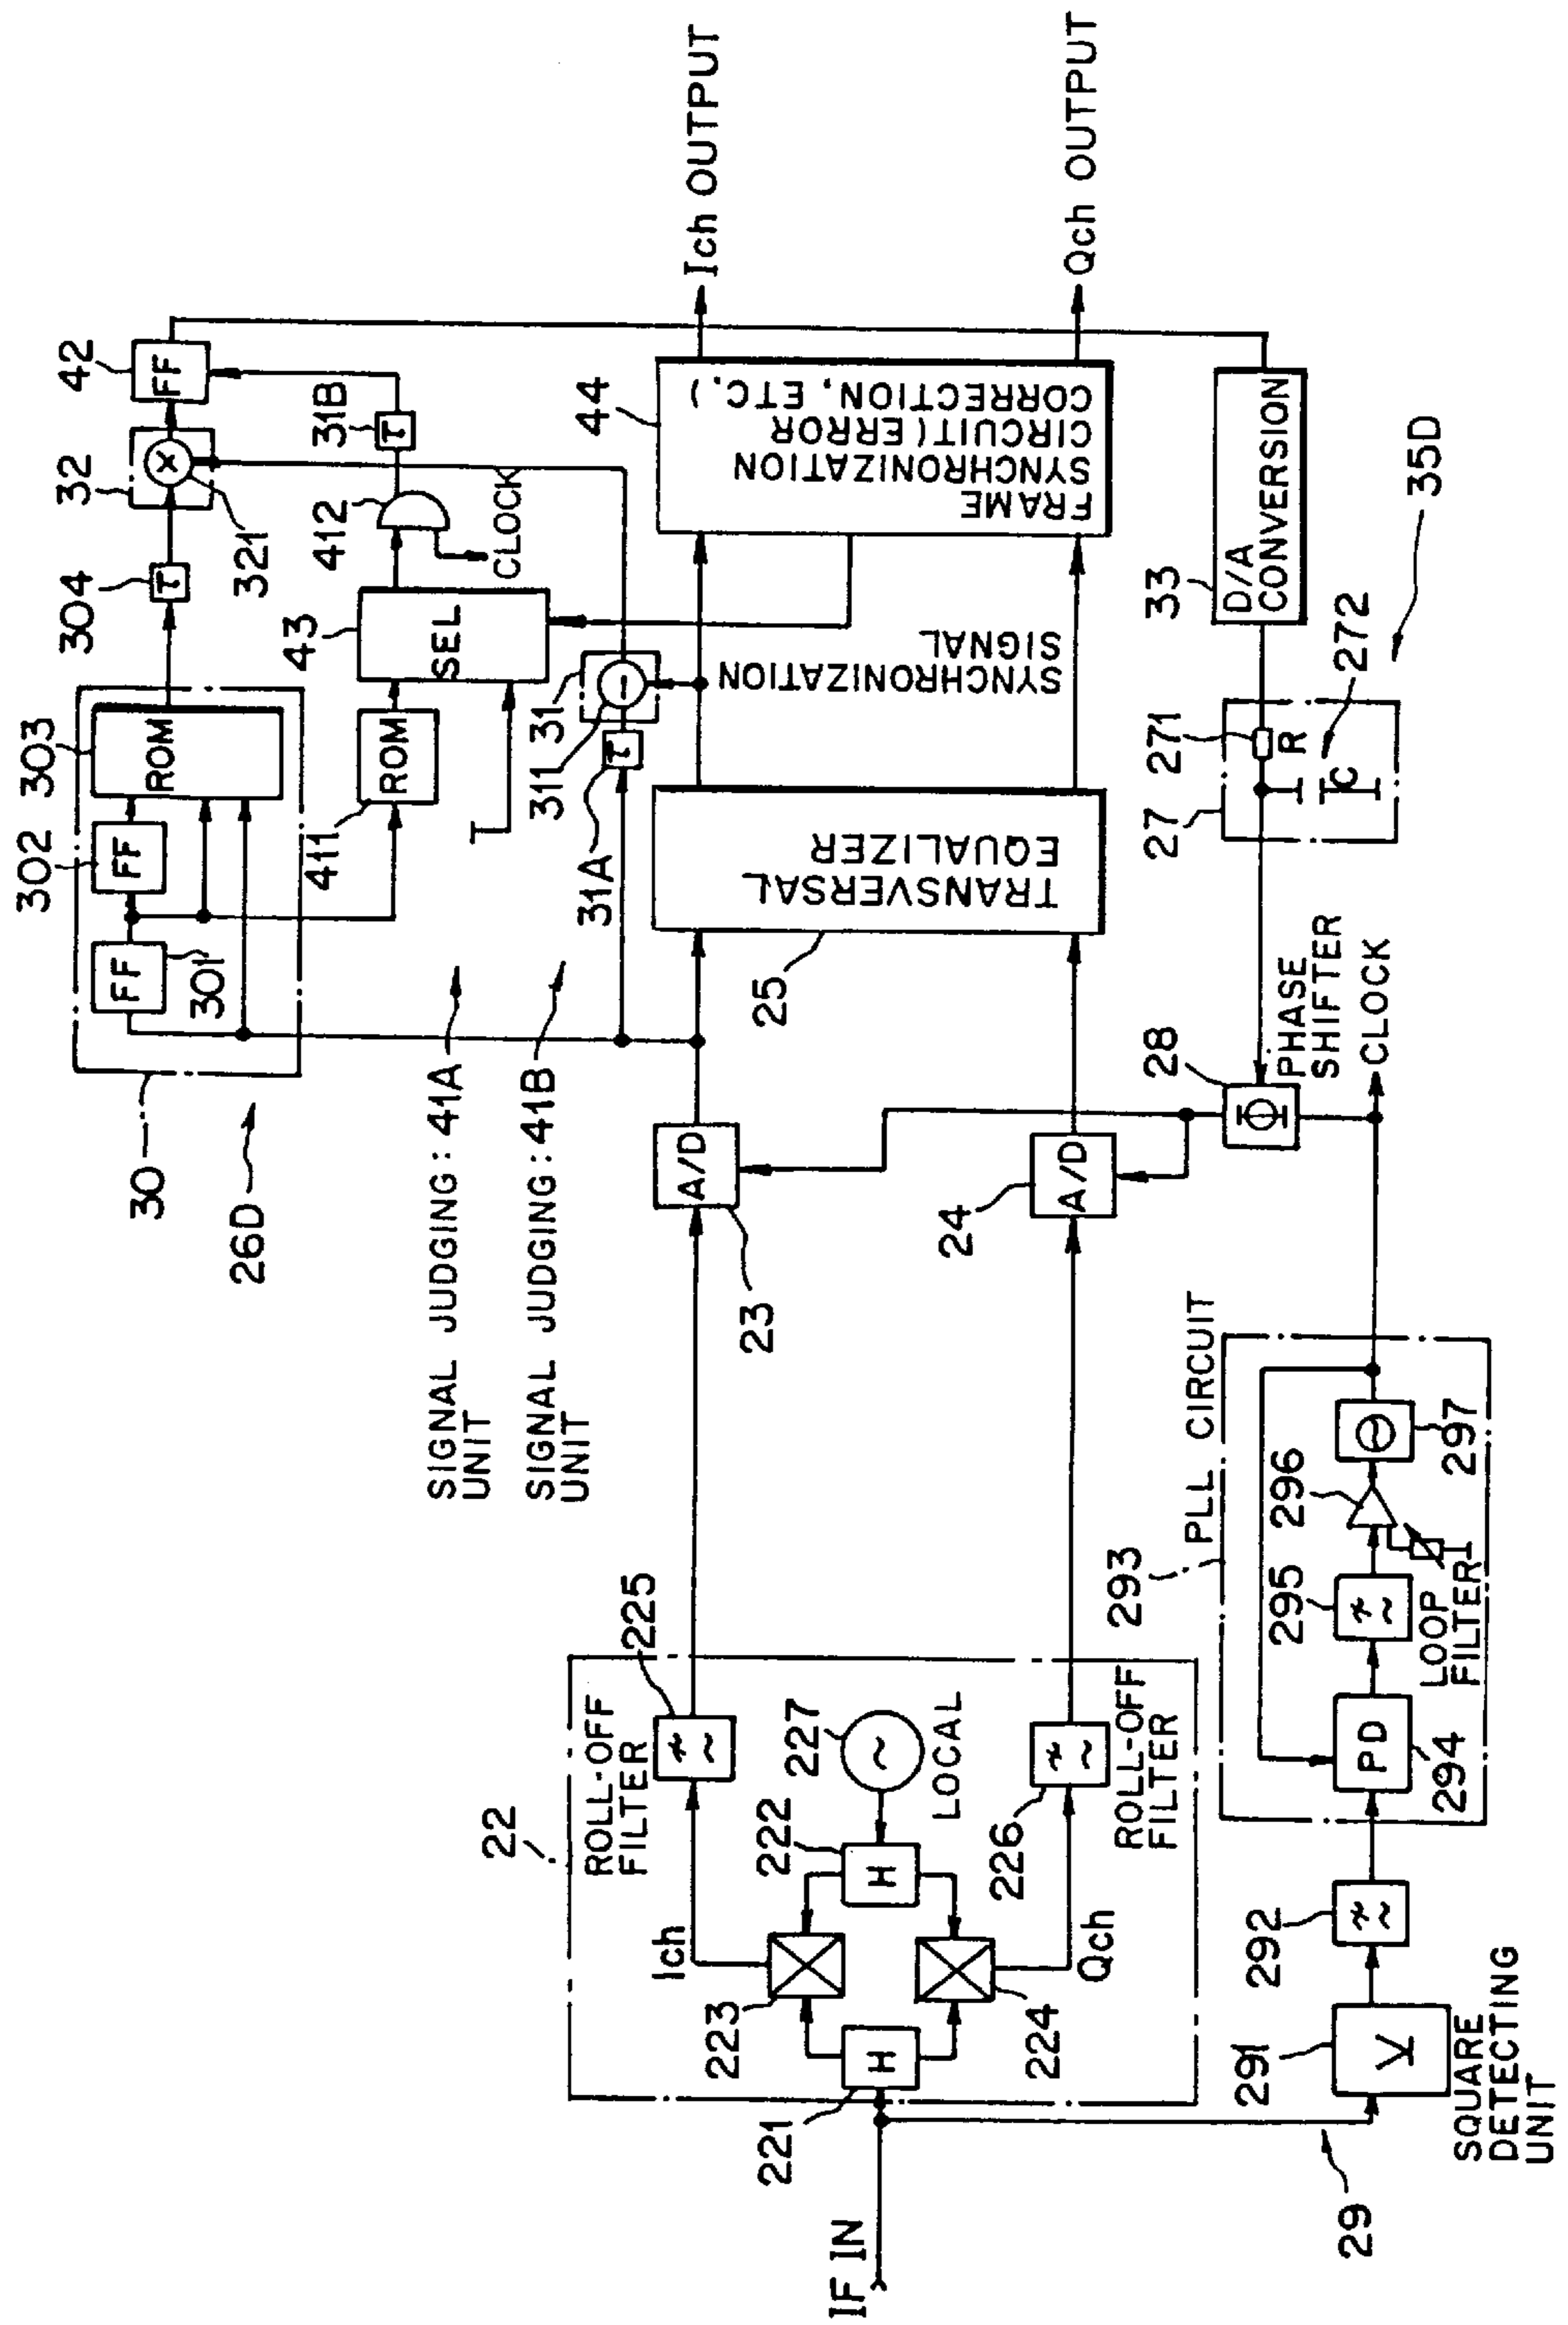 30
26D
301
FF
302
FF
303
ROM
304
τ
32
321
×
42
FF
SIGNAL JUDGING : 41A
UNIT
SIGNAL JUDGING : 41B
UNIT
411
ROM
43
SEL
412
CLOCK
31B
τ
31A
τ
311
31
−
22
ROLL-OFF
FILTER
225
Ich
223
221
H
222
H
227
~
LOCAL
224
Qch
226
ROLL-OFF
FILTER
IF IN
23
A/D
24
A/D
25
TRANSVERSAL
EQUALIZER
SYNCHRONIZATION
SIGNAL
44
FRAME
SYNCHRONIZATION
CIRCUIT (ERROR
CORRECTION, ETC.)
Ich OUTPUT
Qch OUTPUT
29
291
SQUARE
DETECTING
UNIT
292
293
PLL CIRCUIT
294
PD
295
LOOP
FILTER
296
297
28
PHASE
SHIFTER
CLOCK
27
271
R
C
272
33
D/A
CONVERSION
35D